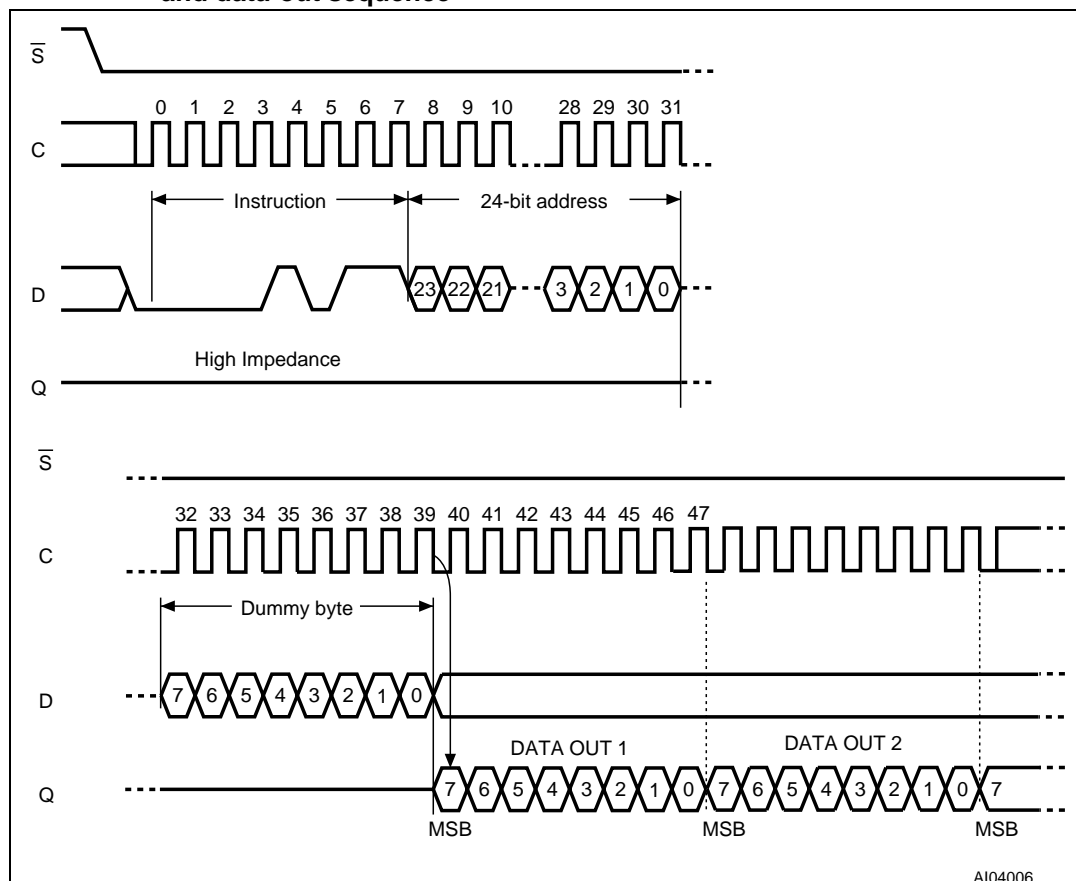 and data-out sequence
S
0 1 2 3 4 5 6 7 8 9 10 28 29 30 31
C
Instruction 24-bit address
D 23 22 21 3 2 1 0
High Impedance
Q
S
32 33 34 35 36 37 38 39 40 41 42 43 44 45 46 47
C
Dummy byte
D 7 6 5 4 3 2 1 0
DATA OUT 1 DATA OUT 2
Q 7 6 5 4 3 2 1 0 7 6 5 4 3 2 1 0 7
MSB MSB MSB
AI04006